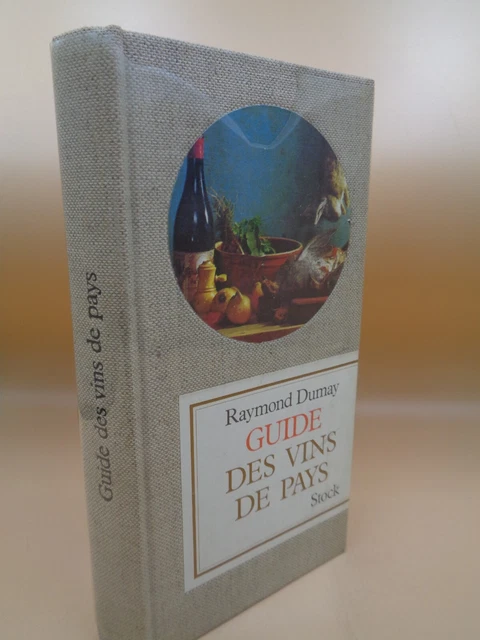 Guide des vins de pays
Raymond Dumay
GUIDE
DES VINS
DE PAYS
Stock